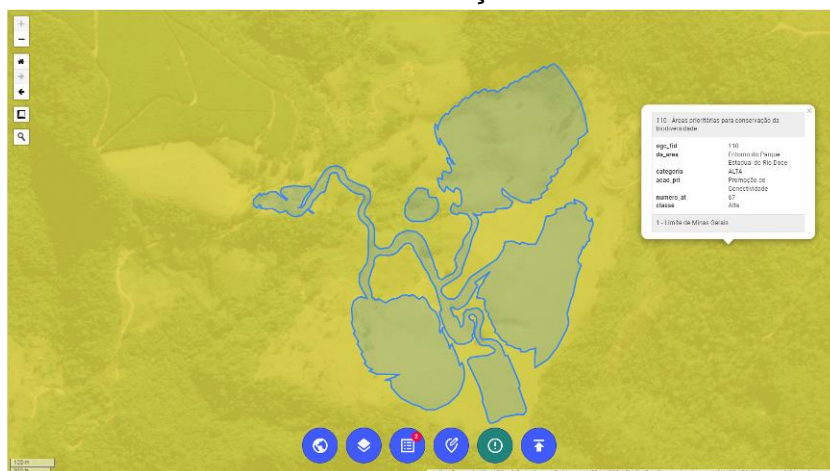 110 - Áreas prioritárias para conservação da
biodiversidade
ogc_fid 110
da_area Entorno do Parque
Estadual do Rio Doce
categoria ALTA
acao_pri Promoção de
Conectividade
numero_at 67
classe Alta
1 - Limite de Minas Gerais
100 m